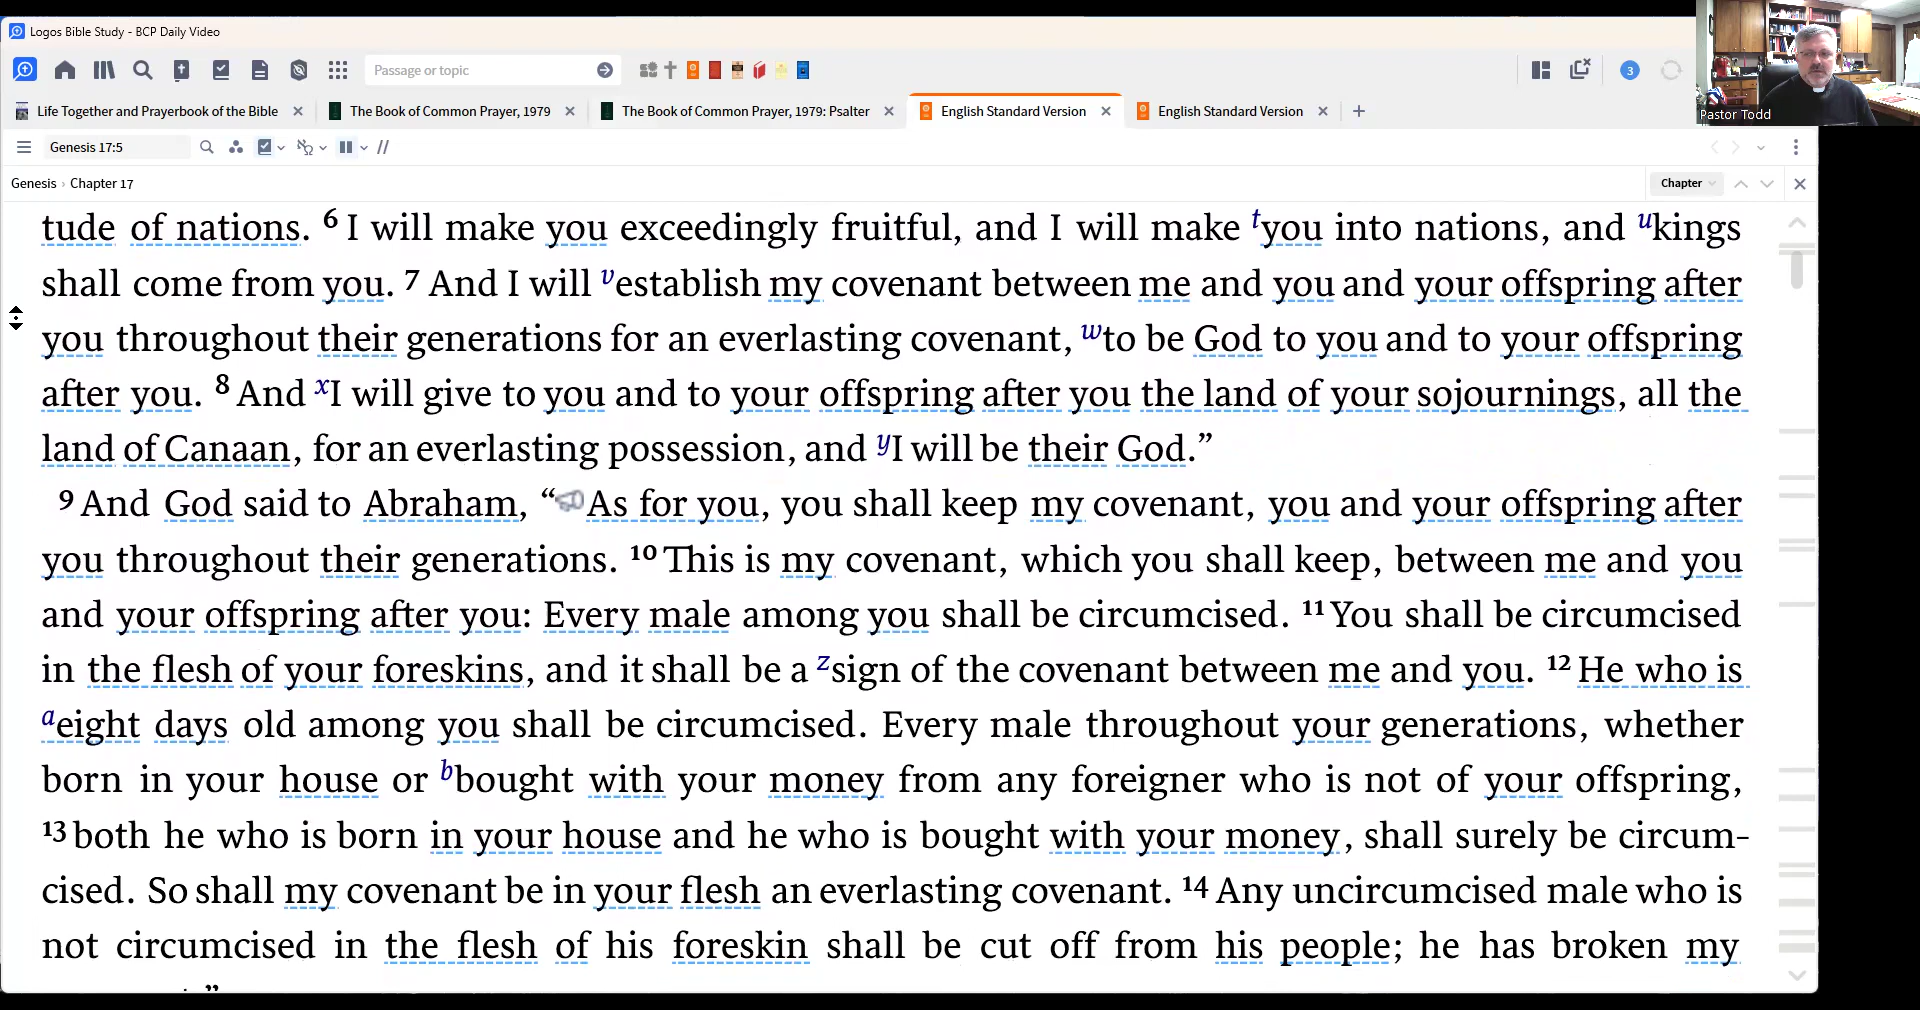 Logos Bible Study - BCP Daily Video
Passage or topic
3
Pastor Todd
Life Together and Prayerbook of the Bible
The Book of Common Prayer, 1979
The Book of Common Prayer, 1979: Psalter
English Standard Version
English Standard Version
Genesis 17:5
Genesis › Chapter 17
Chapter
tude of nations. 6 I will make you exceedingly fruitful, and I will make tyou into nations, and ukings
shall come from you. 7 And I will vestablish my covenant between me and you and your offspring after
you throughout their generations for an everlasting covenant, wto be God to you and to your offspring
after you. 8 And xI will give to you and to your offspring after you the land of your sojournings, all the
land of Canaan, for an everlasting possession, and yI will be their God.”
9 And God said to Abraham, “As for you, you shall keep my covenant, you and your offspring after
you throughout their generations. 10 This is my covenant, which you shall keep, between me and you
and your offspring after you: Every male among you shall be circumcised. 11 You shall be circumcised
in the flesh of your foreskins, and it shall be a zsign of the covenant between me and you. 12 He who is
aeight days old among you shall be circumcised. Every male throughout your generations, whether
born in your house or bbought with your money from any foreigner who is not of your offspring,
13 both he who is born in your house and he who is bought with your money, shall surely be circum-
cised. So shall my covenant be in your flesh an everlasting covenant. 14 Any uncircumcised male who is
not circumcised in the flesh of his foreskin shall be cut off from his people; he has broken my